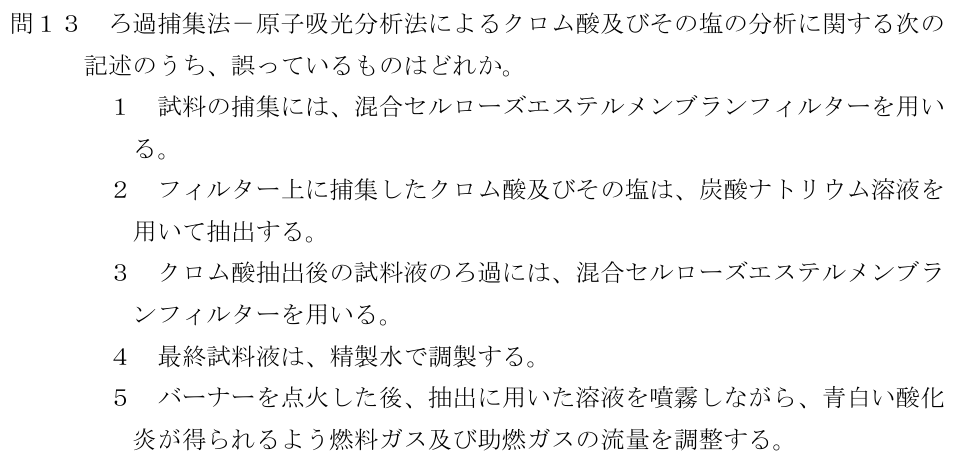 問１３　ろ過捕集法－原子吸光分析法によるクロム酸及びその塩の分析に関する次の
記述のうち、誤っているものはどれか。
１　試料の捕集には、混合セルローズエステルメンブランフィルターを用い
る。
２　フィルター上に捕集したクロム酸及びその塩は、炭酸ナトリウム溶液を
用いて抽出する。
３　クロム酸抽出後の試料液のろ過には、混合セルローズエステルメンブラ
ンフィルターを用いる。
４　最終試料液は、精製水で調製する。
５　バーナーを点火した後、抽出に用いた溶液を噴霧しながら、青白い酸化
炎が得られるよう燃料ガス及び助燃ガスの流量を調整する。